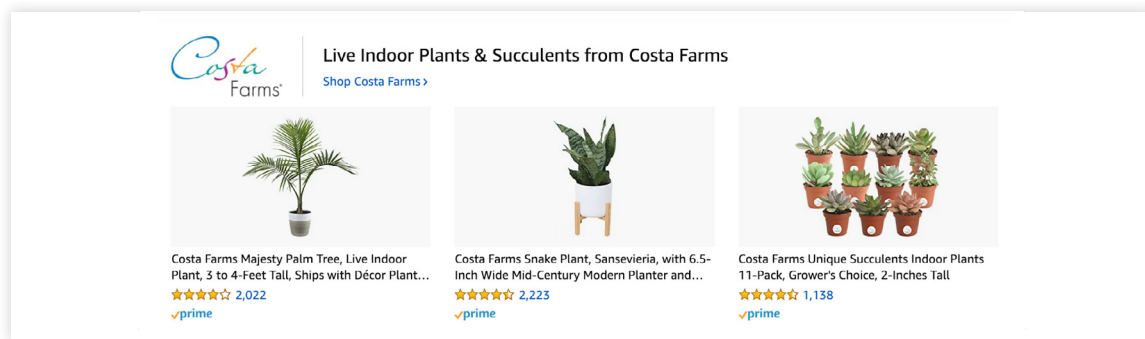 Costa
Farms®
Live Indoor Plants & Succulents from Costa Farms
Shop Costa Farms ›
Costa Farms Majesty Palm Tree, Live Indoor
Plant, 3 to 4-Feet Tall, Ships with Décor Plant...
2,022
prime
Costa Farms Snake Plant, Sansevieria, with 6.5-
Inch Wide Mid-Century Modern Planter and...
2,223
prime
Costa Farms Unique Succulents Indoor Plants
11-Pack, Grower's Choice, 2-Inches Tall
1,138
prime